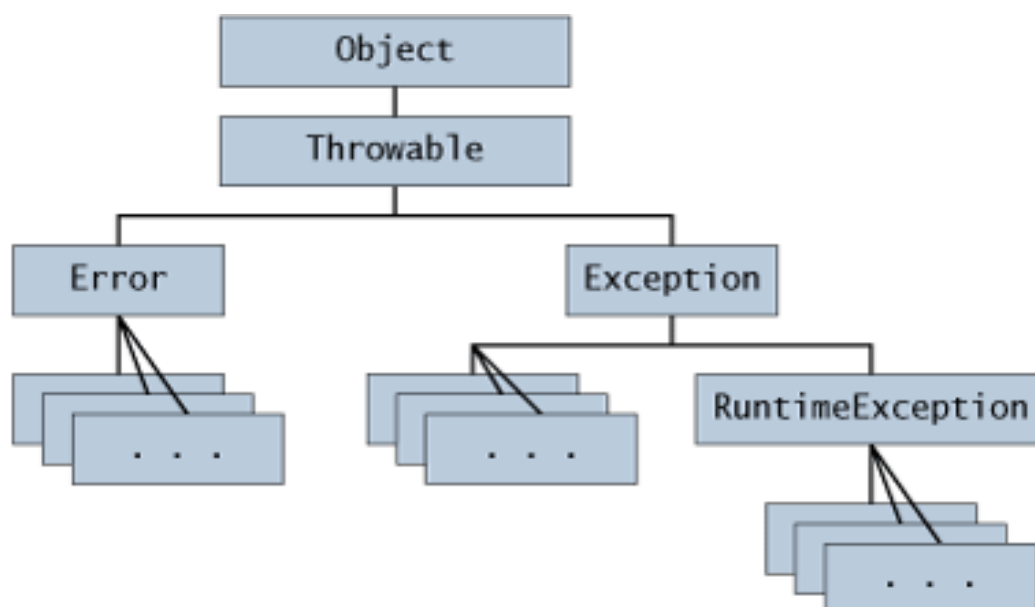 Object
Throwable
Error
Exception
. . .
. . .
RuntimeException
. . .